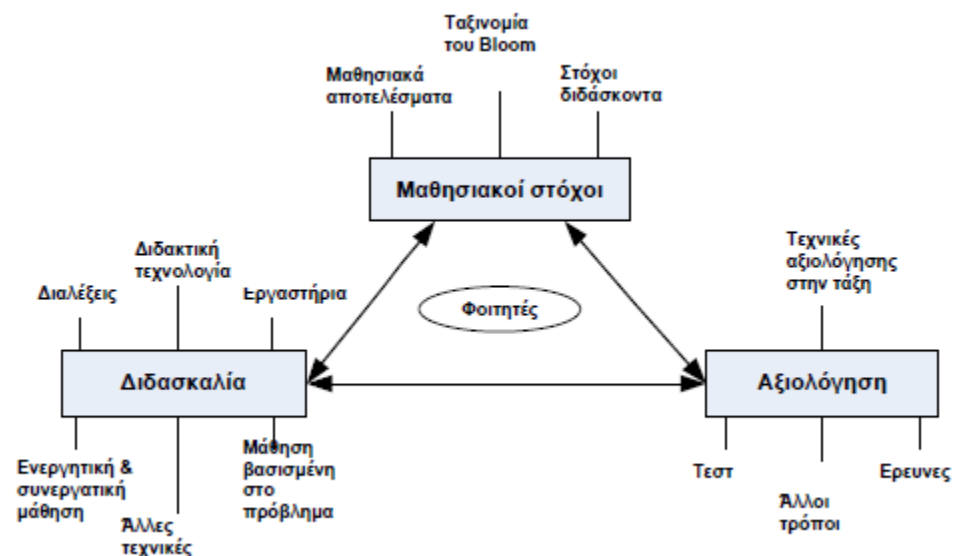 Ταξινομία
του Bloom
Μαθησιακά
αποτελέσματα
Στόχοι
διδάσκοντα
Μαθησιακοί στόχοι
Διδακτική
τεχνολογία
Διαλέξεις
Εργαστήρια
Τεχνικές
αξιολόγησης
στην τάξη
Φοιτητές
Διδασκαλία
Αξιολόγηση
Ενεργητική &
συνεργατική
μάθηση
Άλλες
τεχνικές
Μάθηση
βασισμένη
στο
πρόβλημα
Τεστ
Άλλοι
τρόποι
Ερευνες